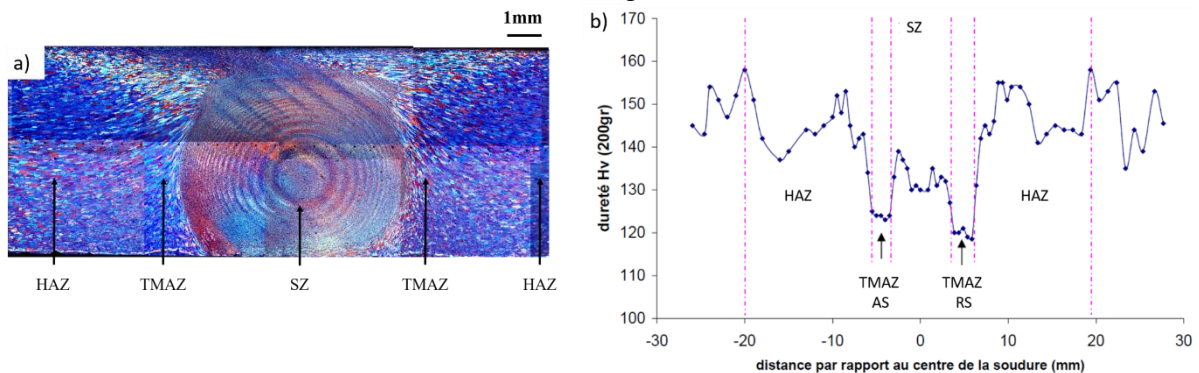 a)
1mm
HAZ
TMAZ
SZ
TMAZ
HAZ
b)
dureté Hv (200gr)
170
160
150
140
130
120
110
100
SZ
HAZ
HAZ
TMAZ
AS
TMAZ
RS
-30
-20
-10
0
10
20
30
distance par rapport au centre de la soudure (mm)